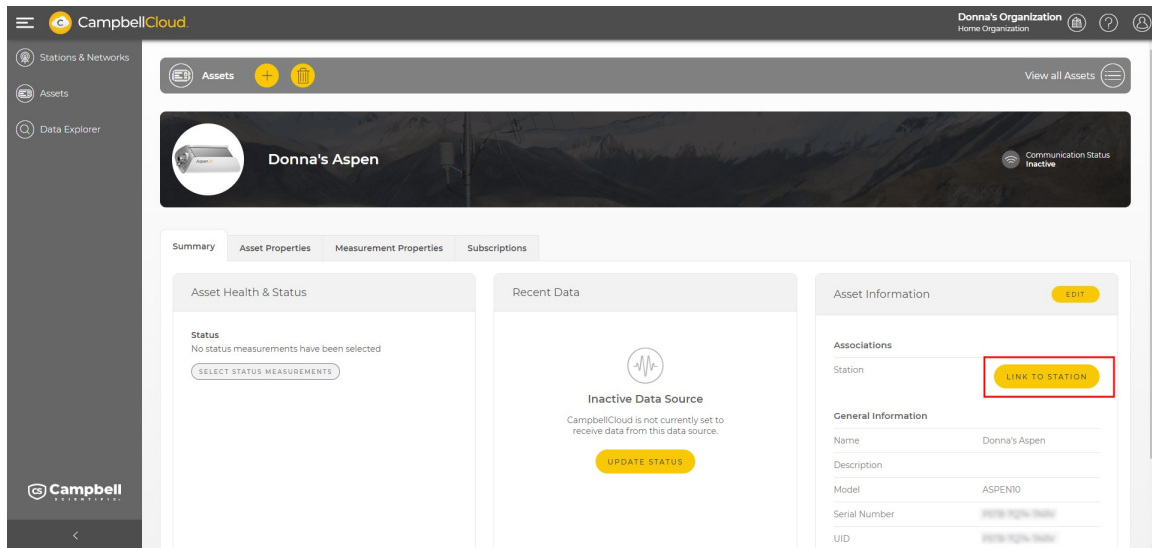 CampbellCloud.
Donna's Organization
Home Organization
Stations & Networks
Assets
Data Explorer
Assets
View all Assets
Aspen
Donna's Aspen
Communication Status
Inactive
Summary
Asset Properties
Measurement Properties
Subscriptions
Asset Health & Status
Status
No status measurements have been selected
SELECT STATUS MEASUREMENTS
Recent Data
Inactive Data Source
CampbellCloud is not currently set to
receive data from this data source.
UPDATE STATUS
Asset Information
EDIT
Associations
Station
LINK TO STATION
General Information
Name Donna's Aspen
Description
Model ASPEN10
Serial Number
UID
CS Campbell
SCIENTIFIC.